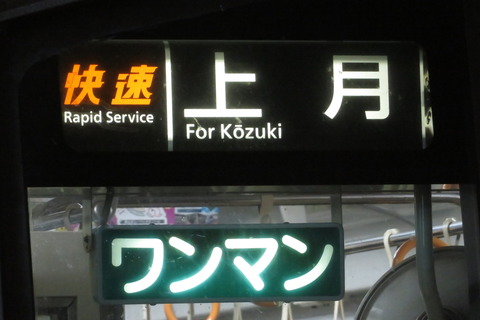 快速 上月
Rapid Service For Kōzuki
ワンマン